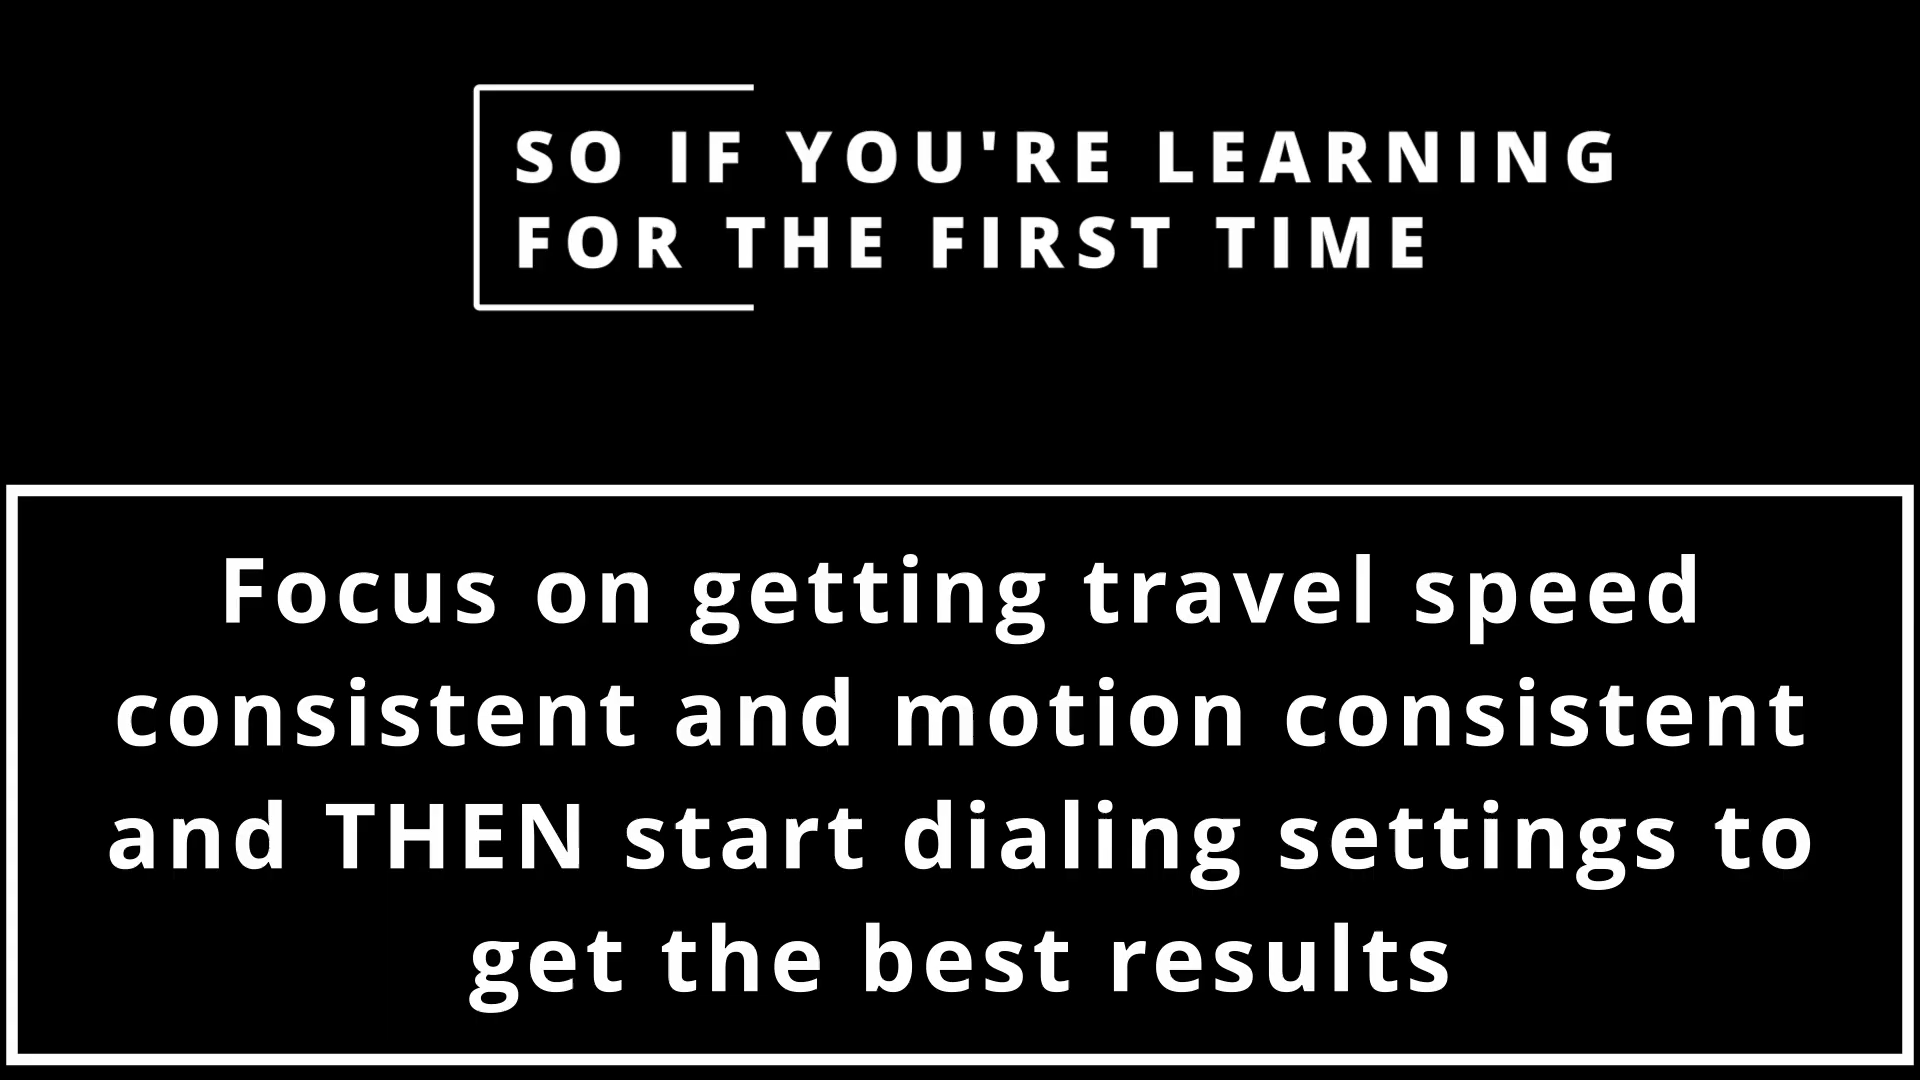 SO IF YOU'RE LEARNING
FOR THE FIRST TIME
Focus on getting travel speed
consistent and motion consistent
and THEN start dialing settings to
get the best results